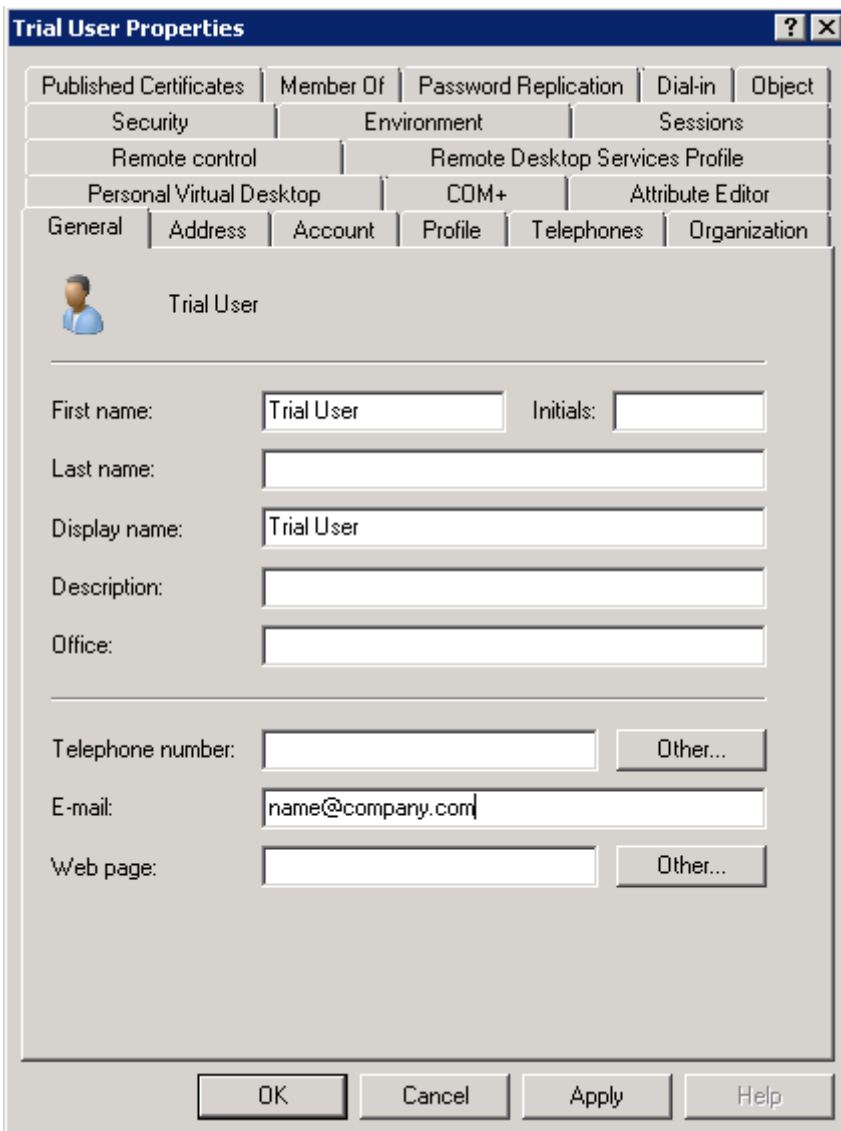 Trial User Properties ? X
Published Certificates Member Of Password Replication Dial-in Object
Security Environment Sessions
Remote control Remote Desktop Services Profile
Personal Virtual Desktop COM+ Attribute Editor
General Address Account Profile Telephones Organization
Trial User
First name: Trial User Initials:
Last name:
Display name: Trial User
Description:
Office:
Telephone number: Other...
E-mail: name@company.com
Web page: Other...
OK Cancel Apply Help